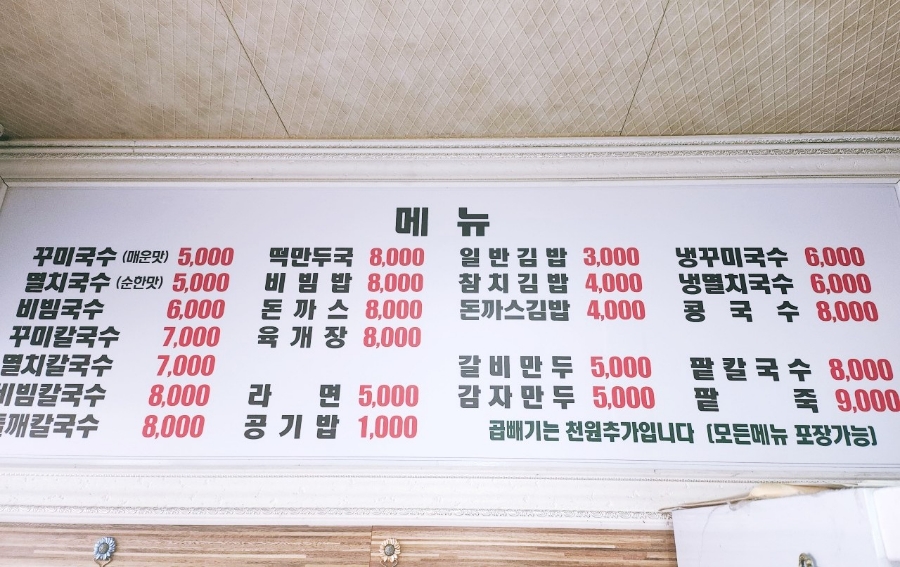 메뉴
꾸미국수 (매운맛) 5,000
멸치국수 (순한맛) 5,000
비빔국수 6,000
꾸미칼국수 7,000
멸치칼국수 7,000
비빔칼국수 8,000
들깨칼국수 8,000
떡만두국 8,000
비빔밥 8,000
돈까스 8,000
육개장 8,000
라면 5,000
공기밥 1,000
일반김밥 3,000
참치김밥 4,000
돈까스김밥 4,000
갈비만두 5,000
감자만두 5,000
냉꾸미국수 6,000
냉멸치국수 6,000
콩국수 8,000
팥칼국수 8,000
팥죽 9,000
곱빼기는 천원추가입니다 (모든메뉴 포장가능)